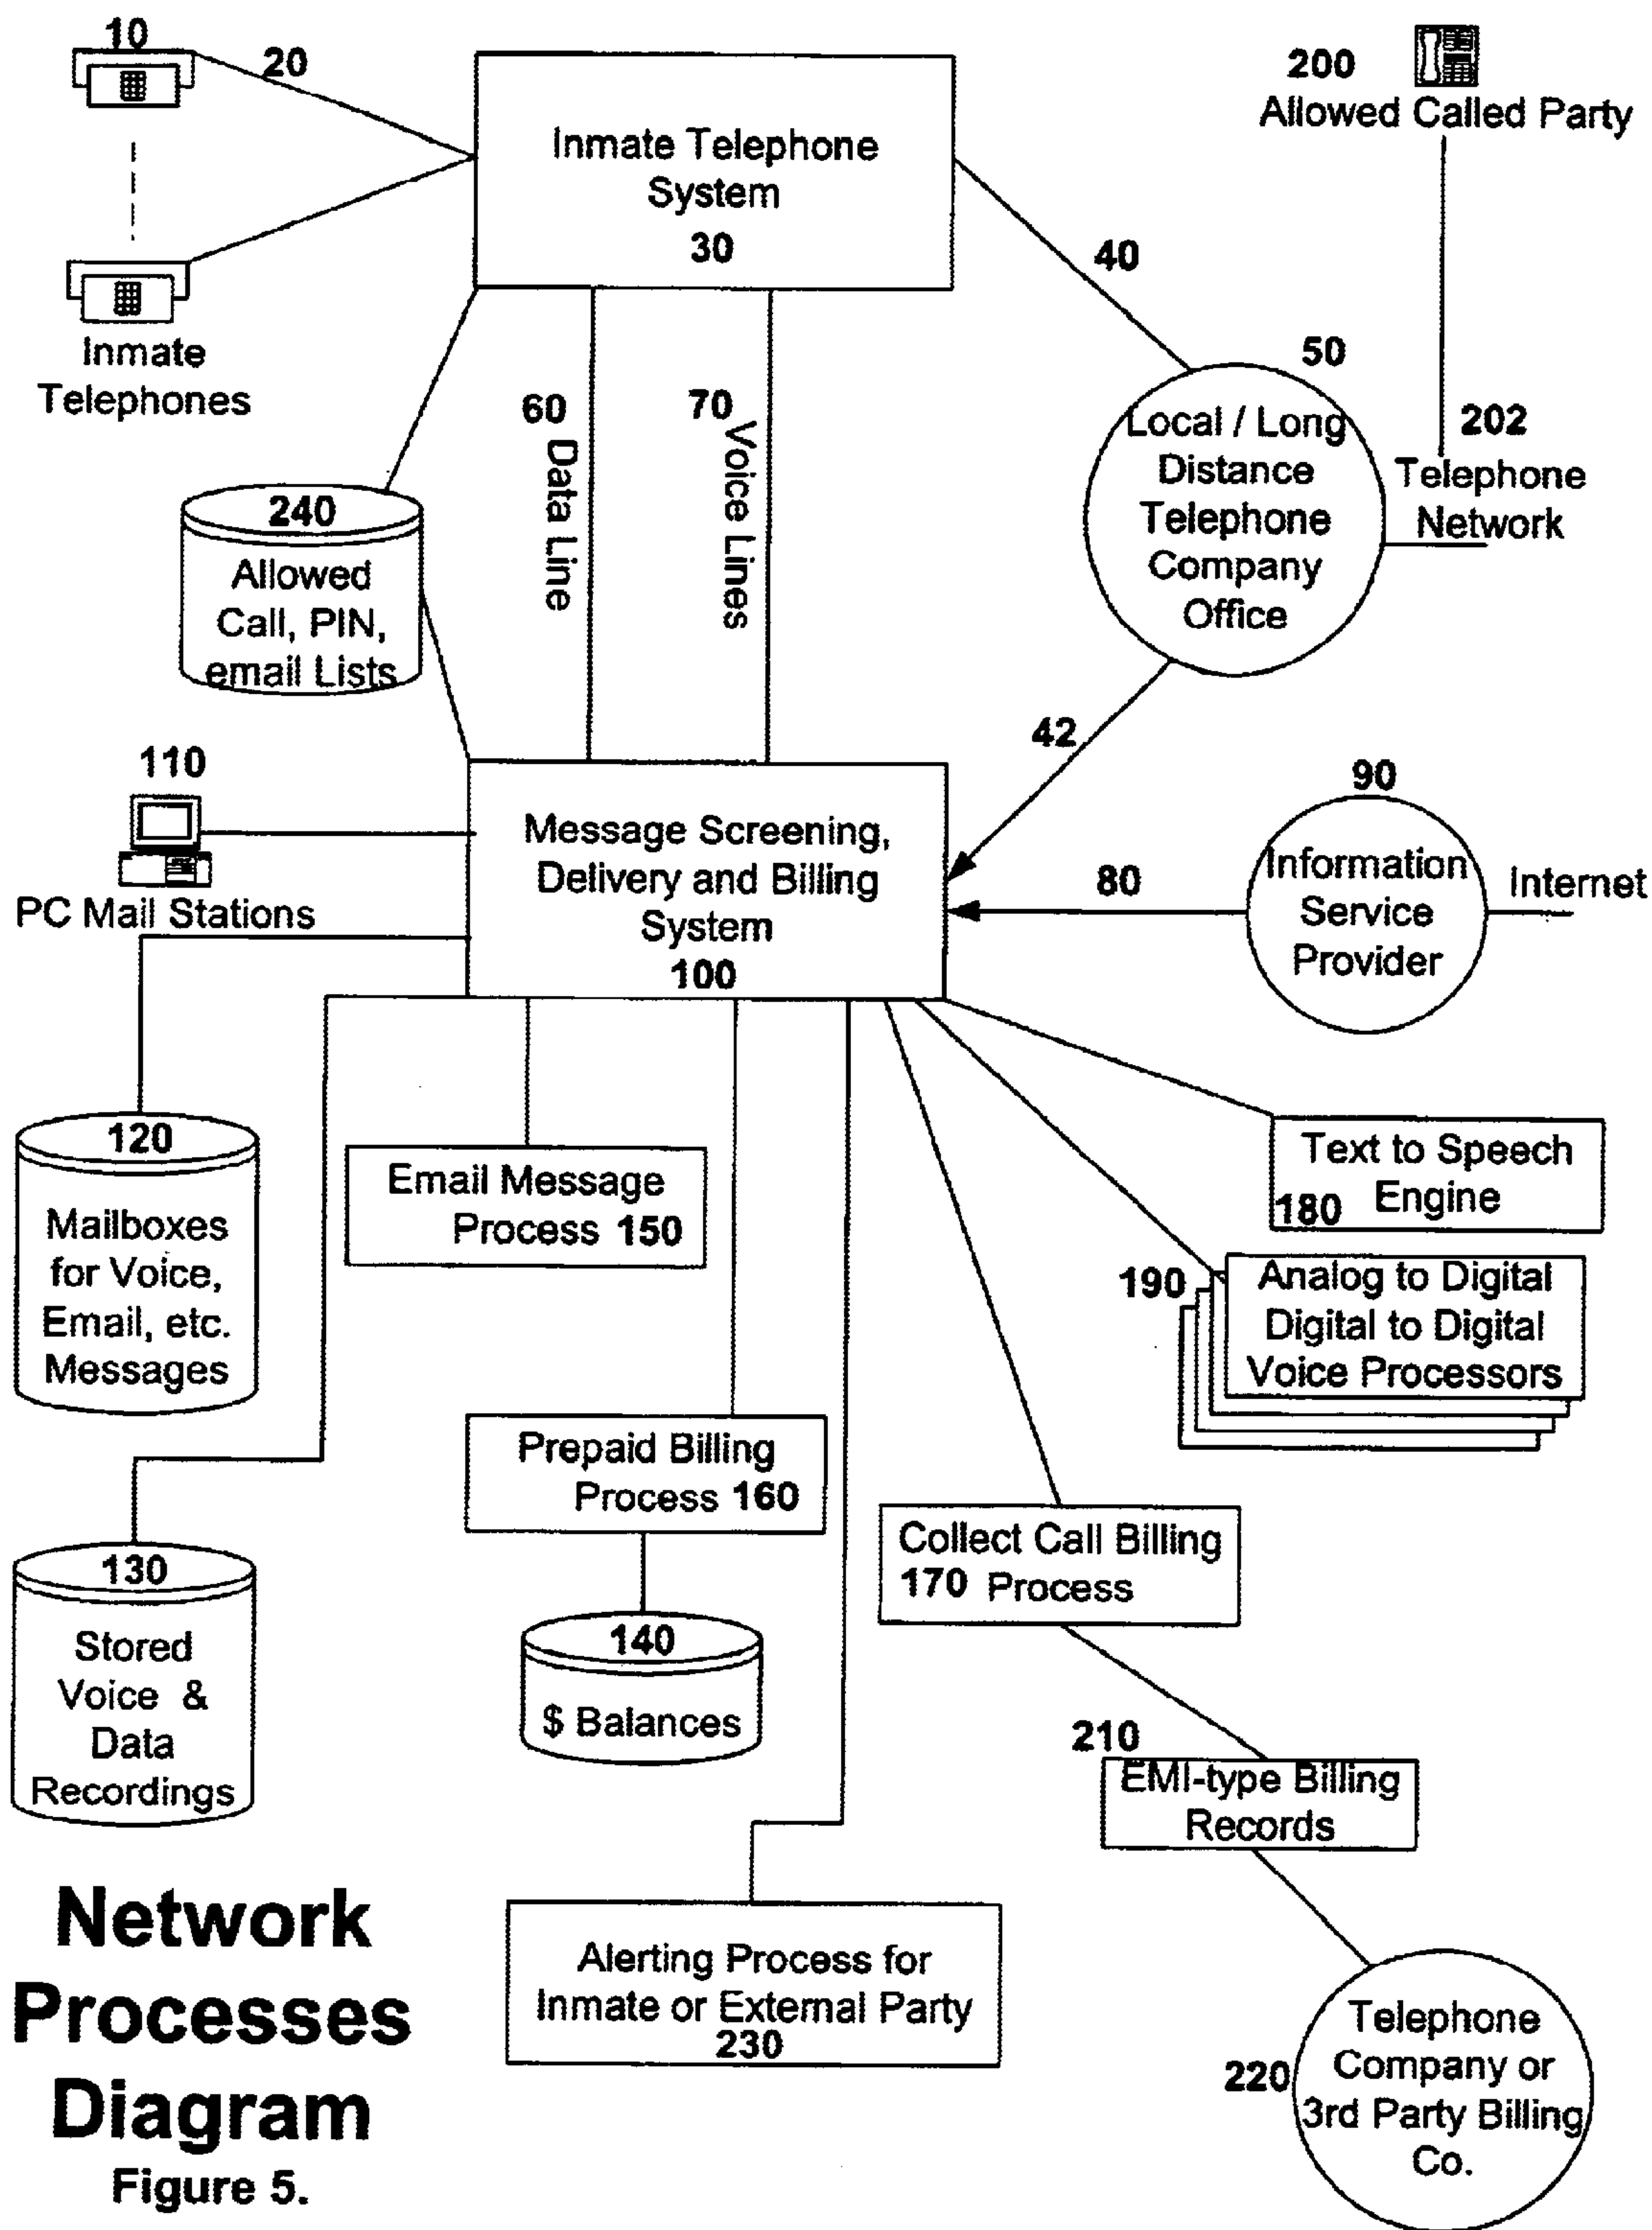 10
20
Inmate Telephone
System
30
200
Allowed Called Party
40
Inmate
Telephones
50
Local / Long
Distance
Telephone
Company
Office
202
Telephone
Network
60
Data Line
70
Voice Lines
240
Allowed
Call, PIN,
email Lists
42
110
PC Mail Stations
Message Screening,
Delivery and Billing
System
100
80
90
Information
Service
Provider
Internet
120
Mailboxes
for Voice,
Email, etc.
Messages
Email Message
Process 150
Text to Speech
Engine
180
190
Analog to Digital
Digital to Digital
Voice Processors
Prepaid Billing
Process 160
Collect Call Billing
170 Process
130
Stored
Voice &
Data
Recordings
140
$ Balances
210
EMI-type Billing
Records
Alerting Process for
Inmate or External Party
230
220
Telephone
Company or
3rd Party Billing
Co.
Network
Processes
Diagram
Figure 5.